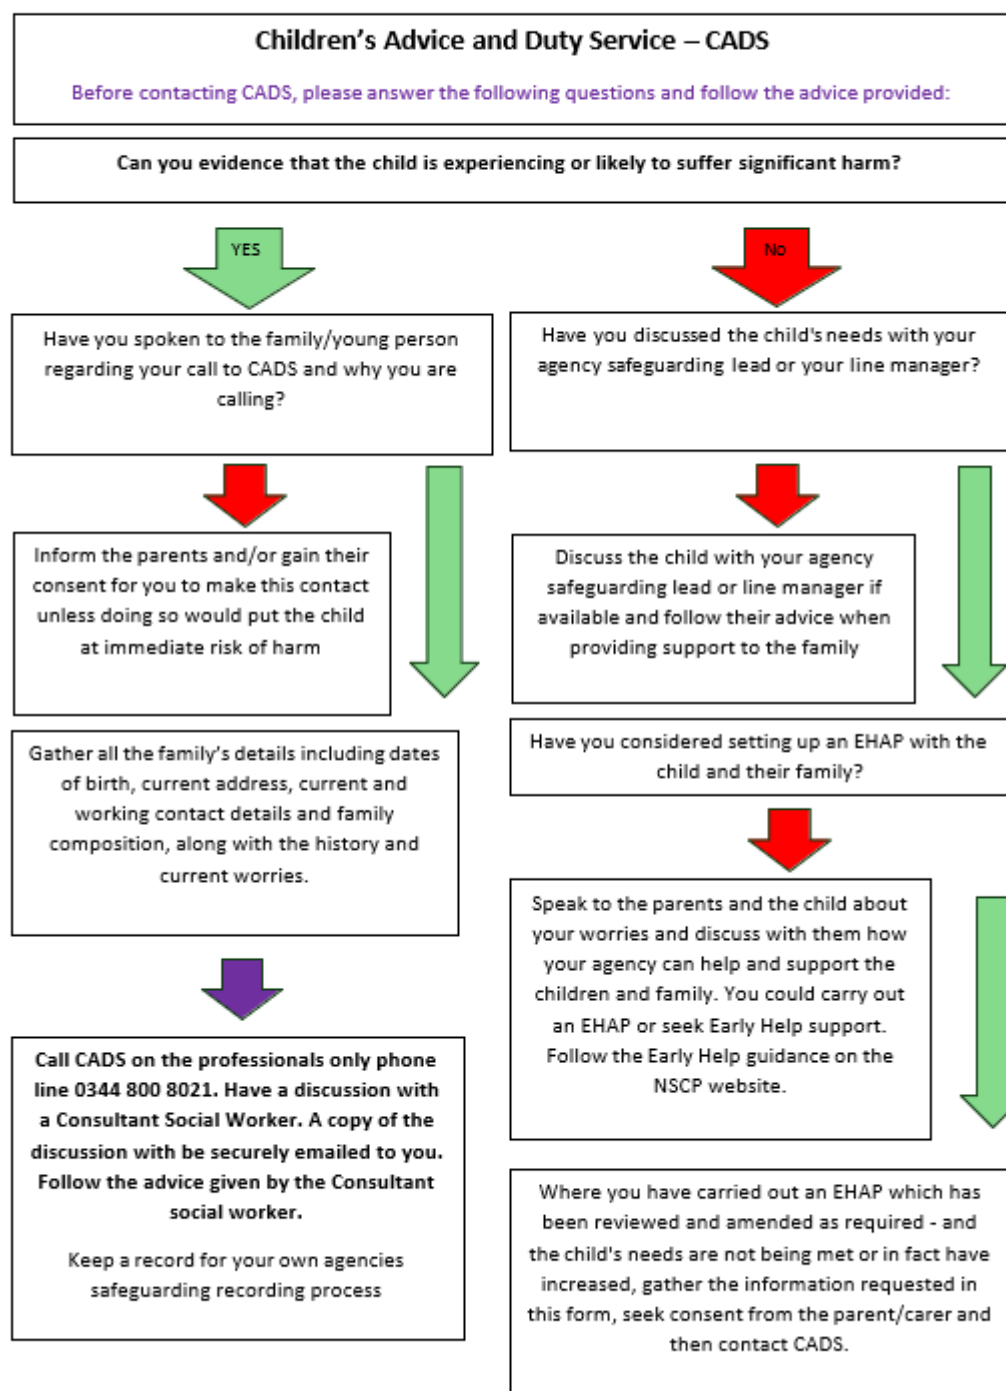 Children's Advice and Duty Service – CADS
Before contacting CADS, please answer the following questions and follow the advice provided:
Can you evidence that the child is experiencing or likely to suffer significant harm?
YES
No
Have you spoken to the family/young person
regarding your call to CADS and why you are
calling?
Have you discussed the child's needs with your
agency safeguarding lead or your line manager?
Inform the parents and/or gain their
consent for you to make this contact
unless doing so would put the child
at immediate risk of harm
Discuss the child with your agency
safeguarding lead or line manager if
available and follow their advice when
providing support to the family
Gather all the family's details including dates
of birth, current address, current and
working contact details and family
composition, along with the history and
current worries.
Have you considered setting up an EHAP with the
child and their family?
Speak to the parents and the child about
your worries and discuss with them how
your agency can help and support the
children and family. You could carry out
an EHAP or seek Early Help support.
Follow the Early Help guidance on the
NSCP website.
Call CADS on the professionals only phone
line 0344 800 8021. Have a discussion with
a Consultant Social Worker. A copy of the
discussion with be securely emailed to you.
Follow the advice given by the Consultant
social worker.
Keep a record for your own agencies
safeguarding recording process
Where you have carried out an EHAP which has
been reviewed and amended as required - and
the child's needs are not being met or in fact have
increased, gather the information requested in
this form, seek consent from the parent/carer and
then contact CADS.